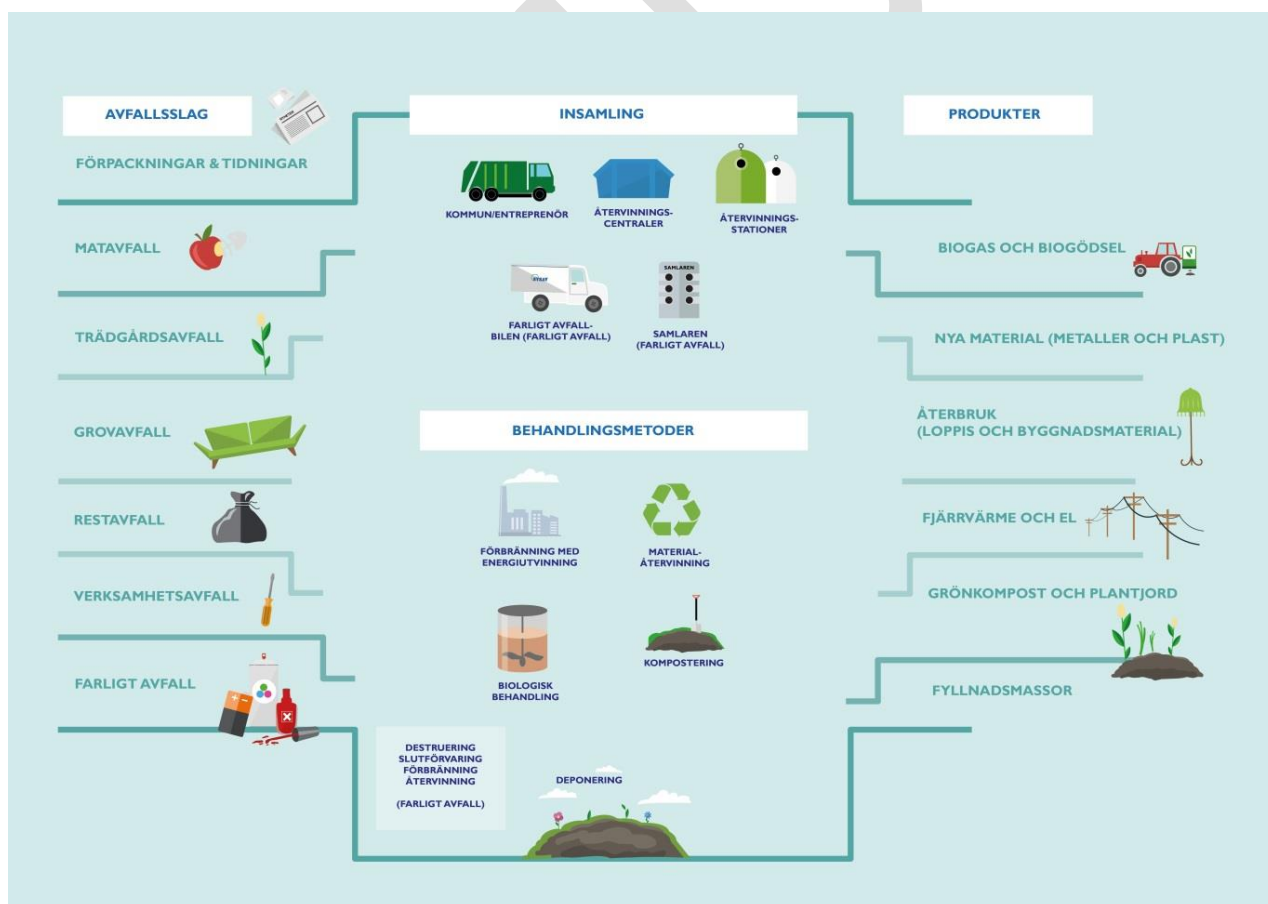 AVFALLSSLAG
FÖRPACKNINGAR & TIDNINGAR
MATAVFALL
TRÄDGÅRDSAVFALL
GROVAVFALL
RESTAVFALL
VERKSAMHETSAVFALL
FARLIGT AVFALL
INSAMLING
KOMMUN/ENTREPRENÖR
ÅTERVINNINGS-
CENTRALER
ÅTERVINNINGS-
STATIONER
FARLIGT AVFALL-
BILEN (FARLIGT AVFALL)
SAMLAREN
SAMLAREN
(FARLIGT AVFALL)
BEHANDLINGSMETODER
FÖRBRÄNNING MED
ENERGIUTVINNING
MATERIAL-
ÅTERVINNING
BIOLOGISK
BEHANDLING
KOMPOSTERING
DESTRUERING
SLUTFÖRVARING
FÖRBRÄNNING
ÅTERVINNING
(FARLIGT AVFALL)
DEPONERING
PRODUKTER
BIOGAS OCH BIOGÖDSEL
NYA MATERIAL (METALLER OCH PLAST)
ÅTERBRUK
(LOPPIS OCH BYGGNADSMATERIAL)
FJÄRRVÄRME OCH EL
GRÖNKOMPOST OCH PLANTJORD
FYLLNADSMASSOR